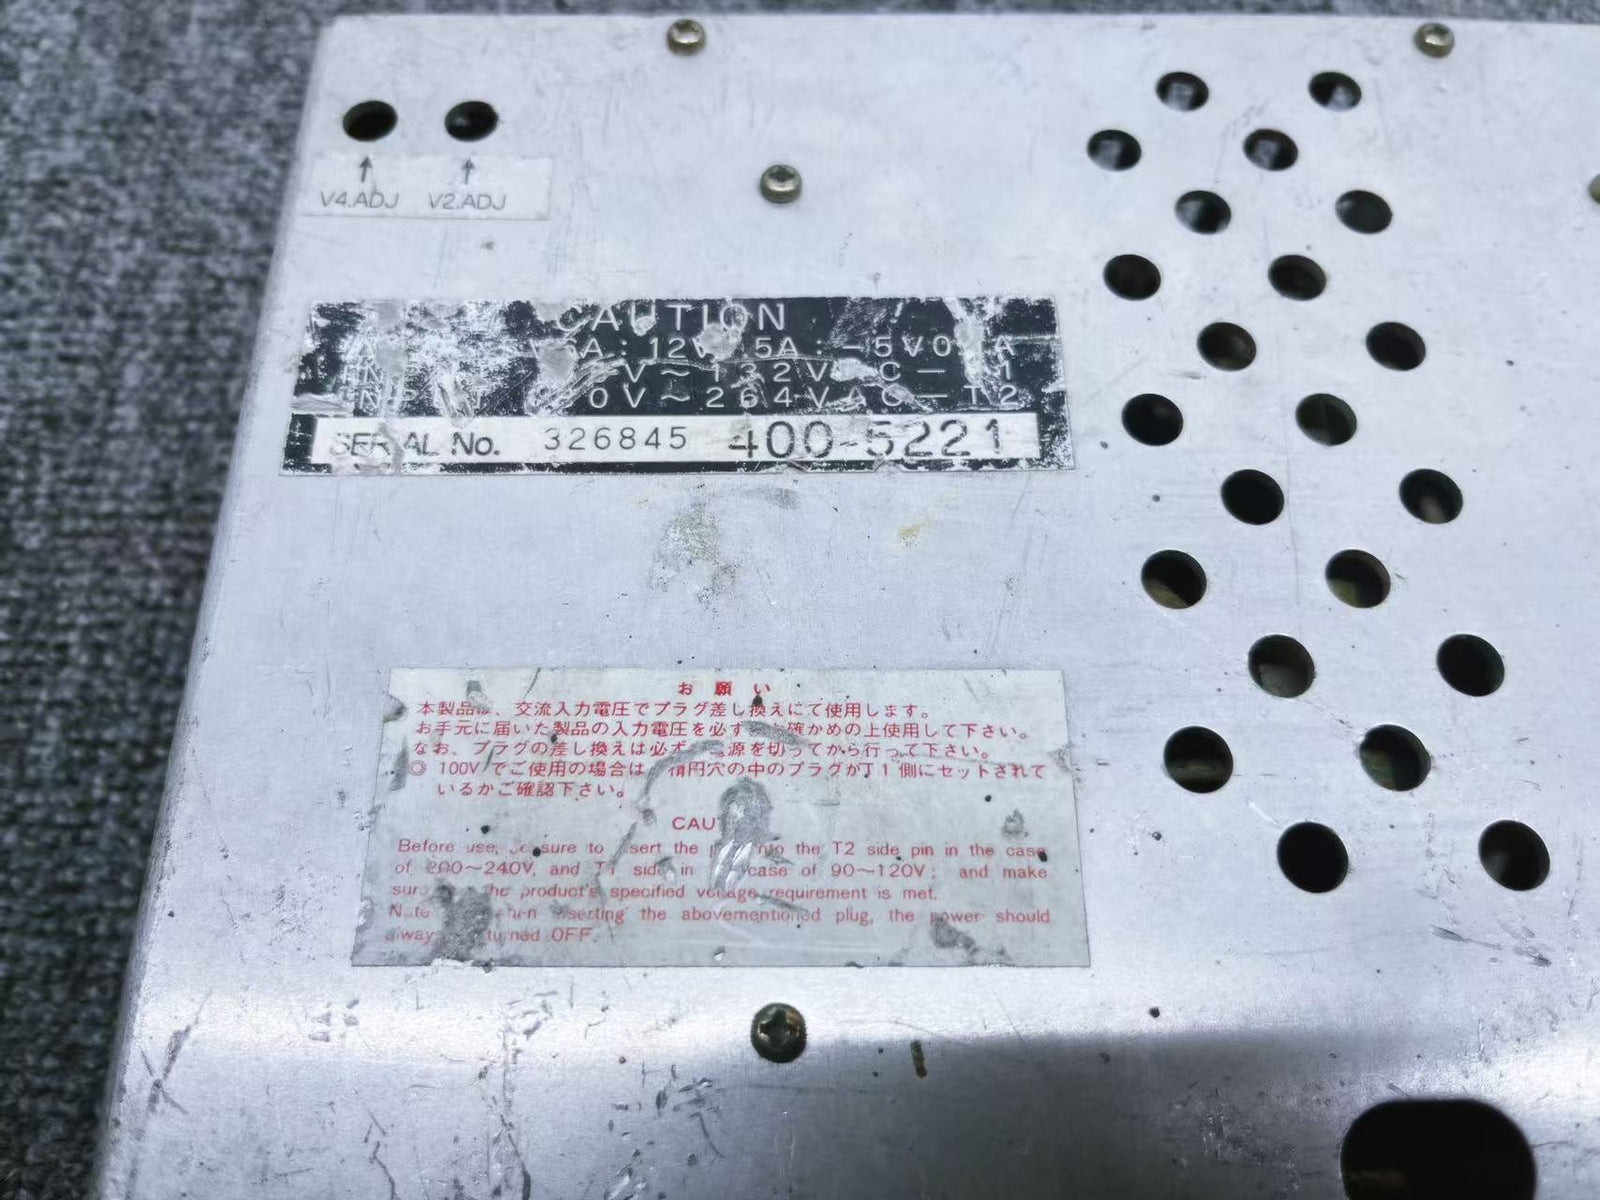 V4.ADJ V2.ADJ
CAUTION
12V 5A : -5V
V~132V
0V~264VAC-T2
SERIAL No. 326845 400-5221
お願い
本製品は、交流入力電圧でプラグ差し換えにて使用します。
お手元に届いた製品の入力電圧を必ず 確かめの上使用して下さい。
なお、プラグの差し換えは必ず 源を切ってから行って下さい。
◎ 100Vでご使用の場合は 楕円穴の中のプラグがT1側にセットされて
いるかご確認下さい。
Before use, be sure to the into the T2 side pin in the case
of 200~240V, and T1 side in case of 90~120V; and make
the product's specified voltage requirement is met.
Note when inserting the abovementioned plug, the power should
always turned OFF.